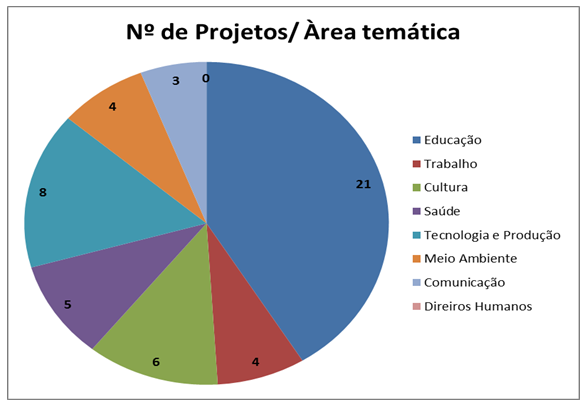 Nº de Projetos/ Àrea temática
0
3
4
21
8
5
6
4
Educação
Trabalho
Cultura
Saúde
Tecnologia e Produção
Meio Ambiente
Comunicação
Direiros Humanos